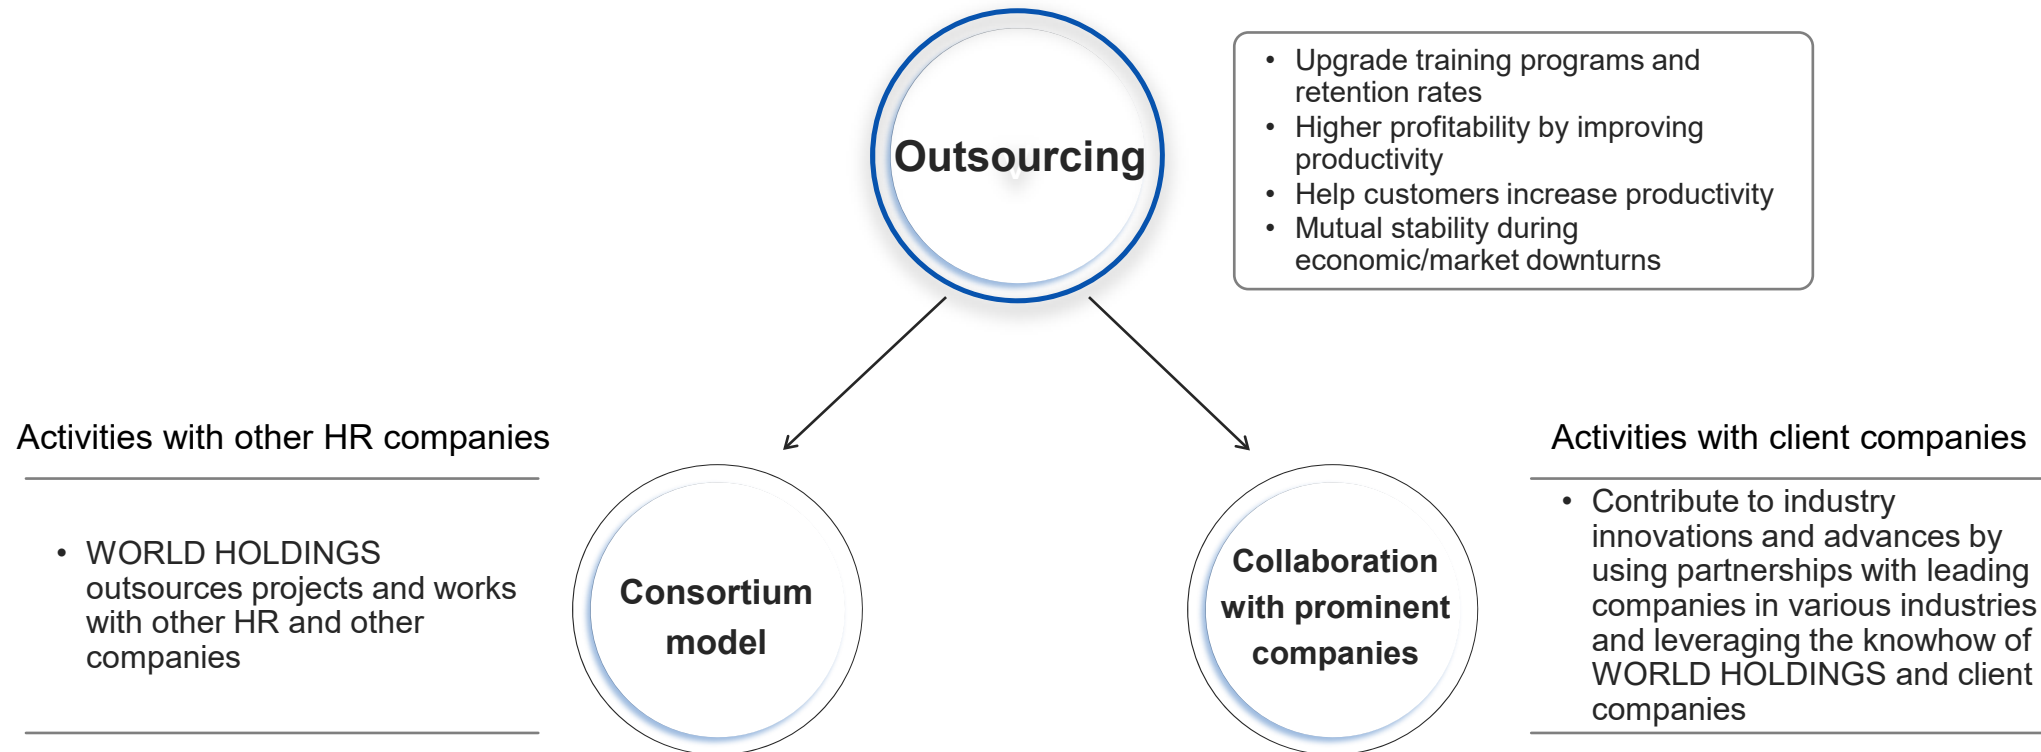 Outsourcing
• Upgrade training programs and
retention rates
• Higher profitability by improving
productivity
• Help customers increase productivity
• Mutual stability during
economic/market downturns
Activities with other HR companies
• WORLD HOLDINGS
outsources projects and works
with other HR and other
companies
Consortium
model
Collaboration
with prominent
companies
Activities with client companies
• Contribute to industry
innovations and advances by
using partnerships with leading
companies in various industries
and leveraging the knowhow of
WORLD HOLDINGS and client
companies